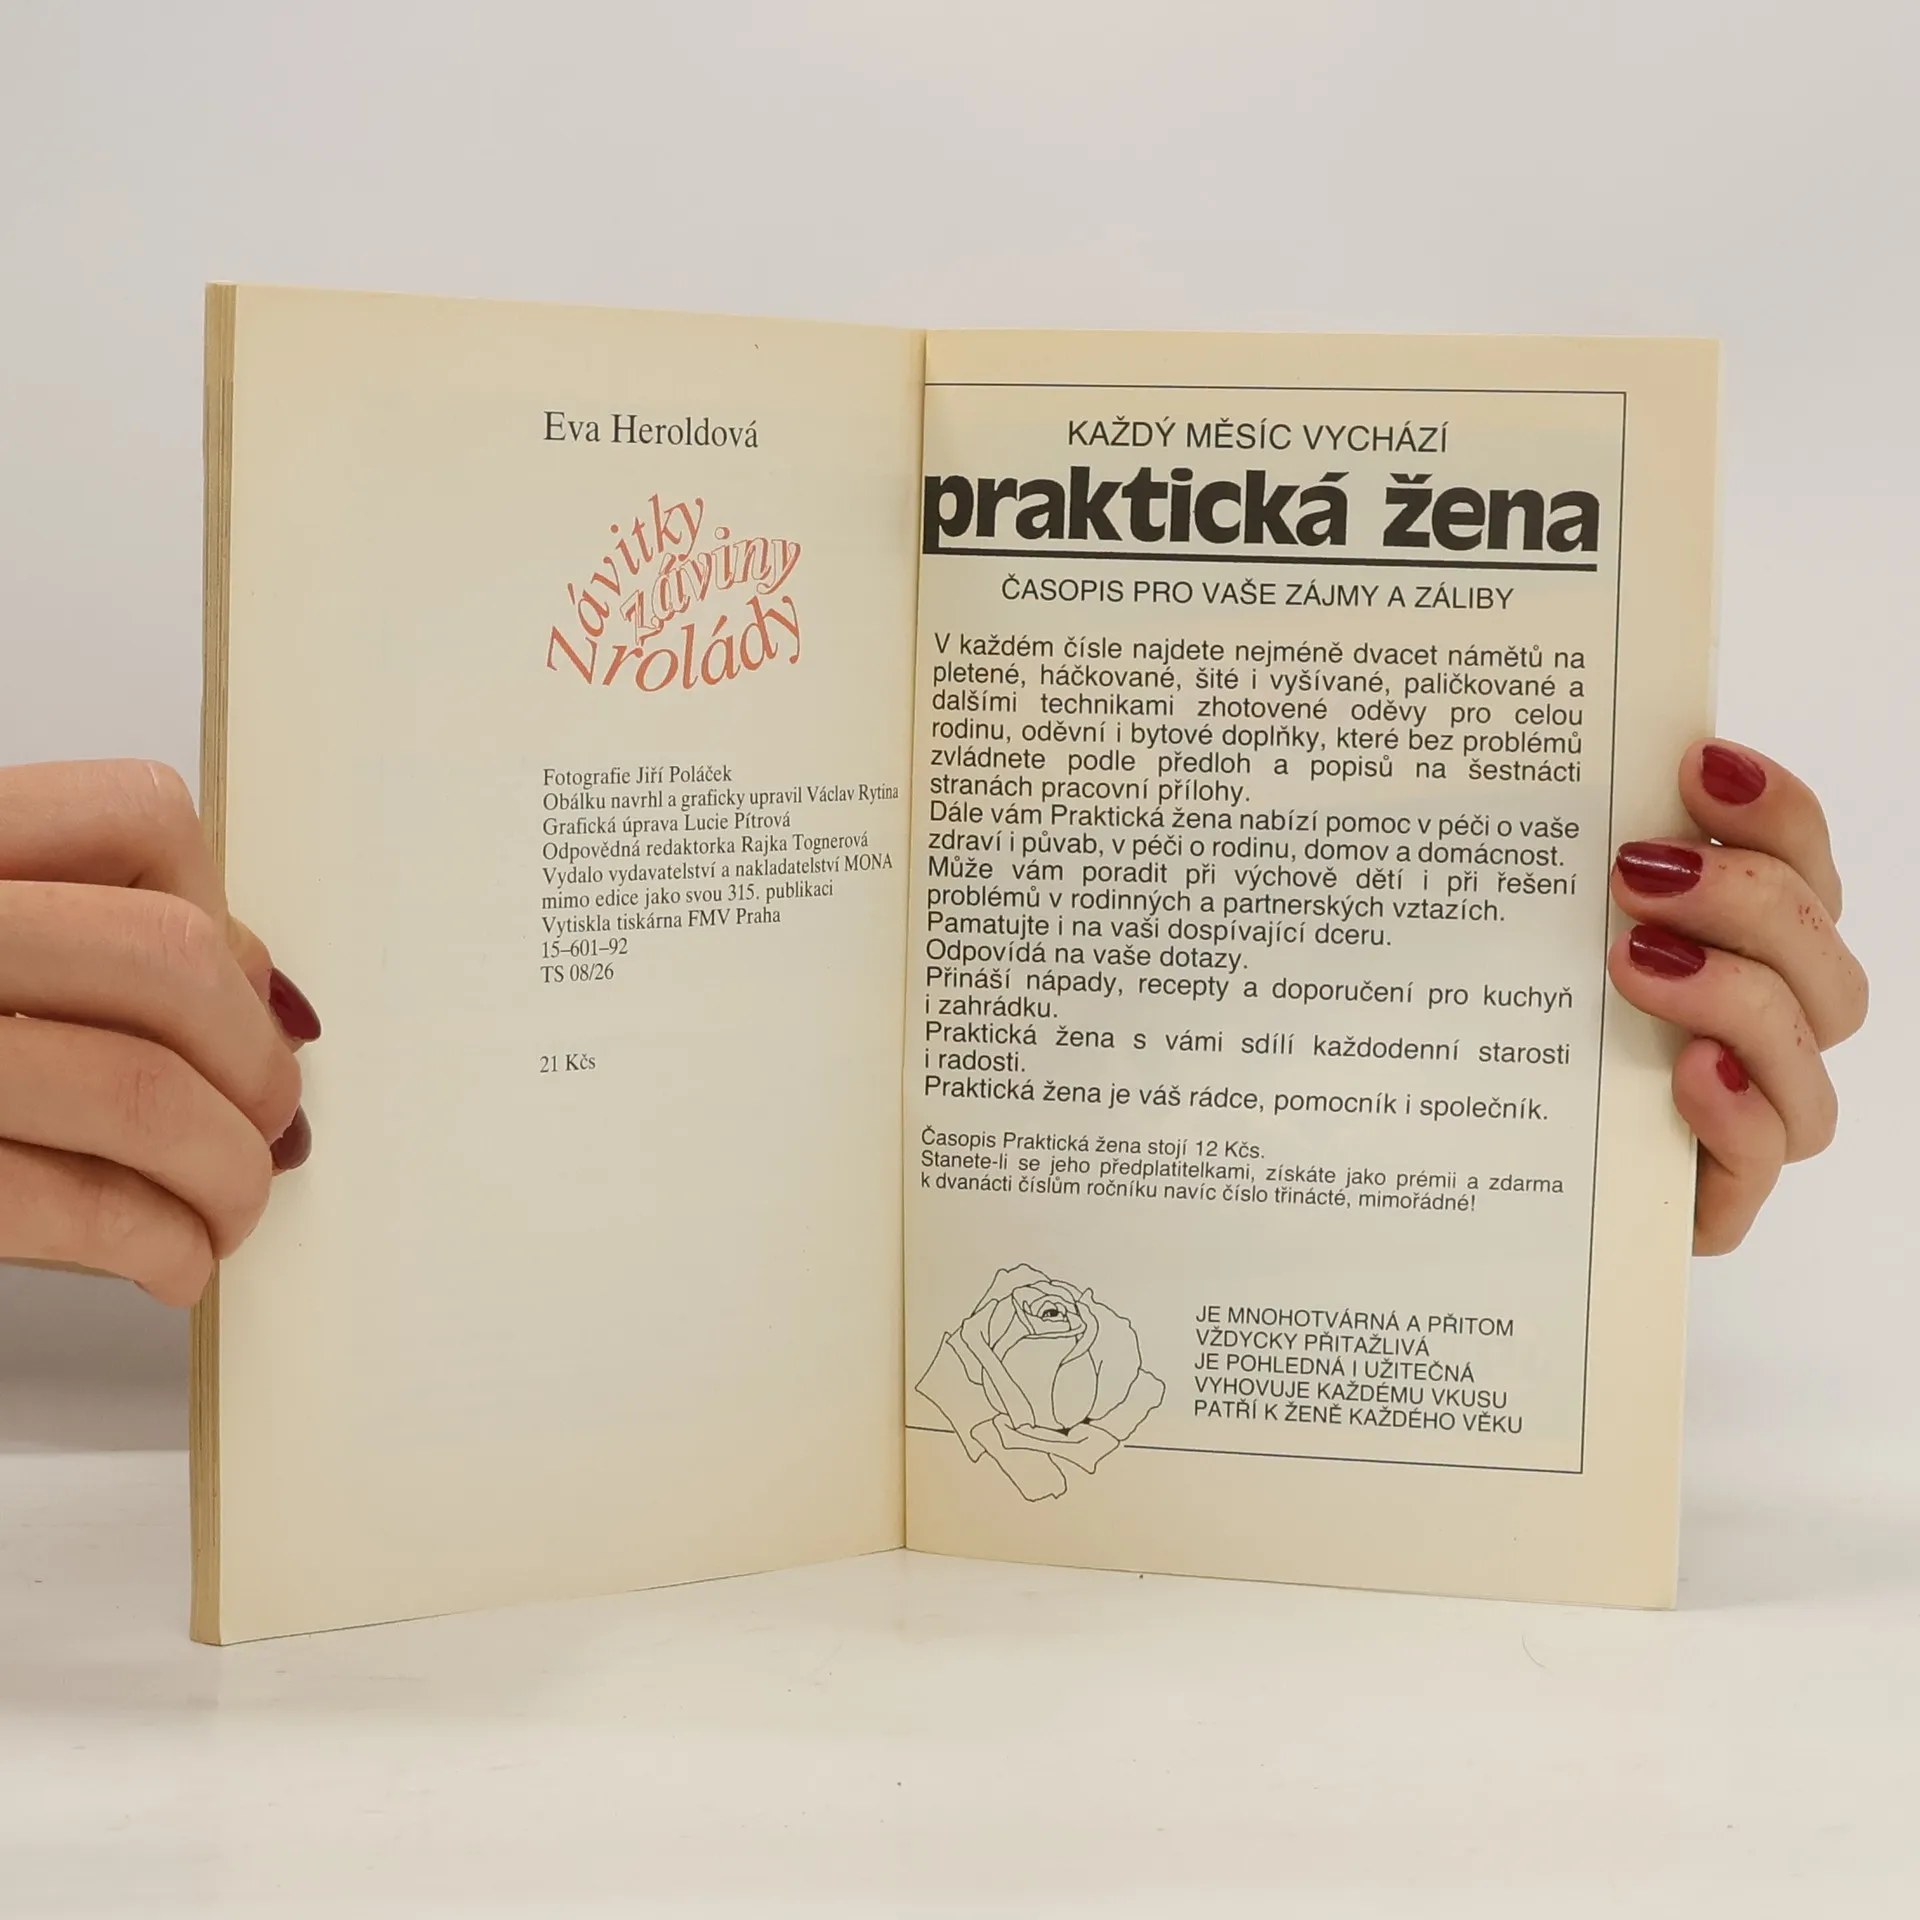 Eva Heroldová
Závitky
záviny
rolády
Fotografie Jiří Poláček
Obálku navrhl a graficky upravil Václav Rytina
Grafická úprava Lucie Pítrová
Odpovědná redaktorka Rajka Tognerová
Vydalo vydavatelství a nakladatelství MONA
mimo edice jako svou 315. publikaci
Vytiskla tiskárna FMV Praha
15–601–92
TS 08/26
21 Kčs
KAŽDÝ MĚSÍC VYCHÁZÍ
praktická žena
ČASOPIS PRO VAŠE ZÁJMY A ZÁLIBY
V každém čísle najdete nejméně dvacet námětů na
pletené, háčkované, šité i vyšívané, paličkované a
dalšími technikami zhotovené oděvy pro celou
rodinu, oděvní i bytové doplňky, které bez problémů
zvládnete podle předloh a popisů na šestnácti
stranách pracovní přílohy.
Dále vám Praktická žena nabízí pomoc v péči o vaše
zdraví i půvab, v péči o rodinu, domov a domácnost.
Může vám poradit při výchově dětí i při řešení
problémů v rodinných a partnerských vztazích.
Pamatujte i na vaši dospívající dceru.
Odpovídá na vaše dotazy.
Přináší nápady, recepty a doporučení pro kuchyň
i zahrádku.
Praktická žena s vámi sdílí každodenní starosti
i radosti.
Praktická žena je váš rádce, pomocník i společník.
Časopis Praktická žena stojí 12 Kčs.
Stanete-li se jeho předplatitelkami, získáte jako prémii a zdarma
k dvanácti číslům ročníku navíc číslo třinácté, mimořádné!
JE MNOHOTVÁRNÁ A PŘITOM
VŽDYCKY PŘITAŽLIVÁ
JE POHLEDNÁ I UŽITEČNÁ
VYHOVUJE KAŽDÉMU VKUSU
PATŘÍ K ŽENĚ KAŽDÉHO VĚKU